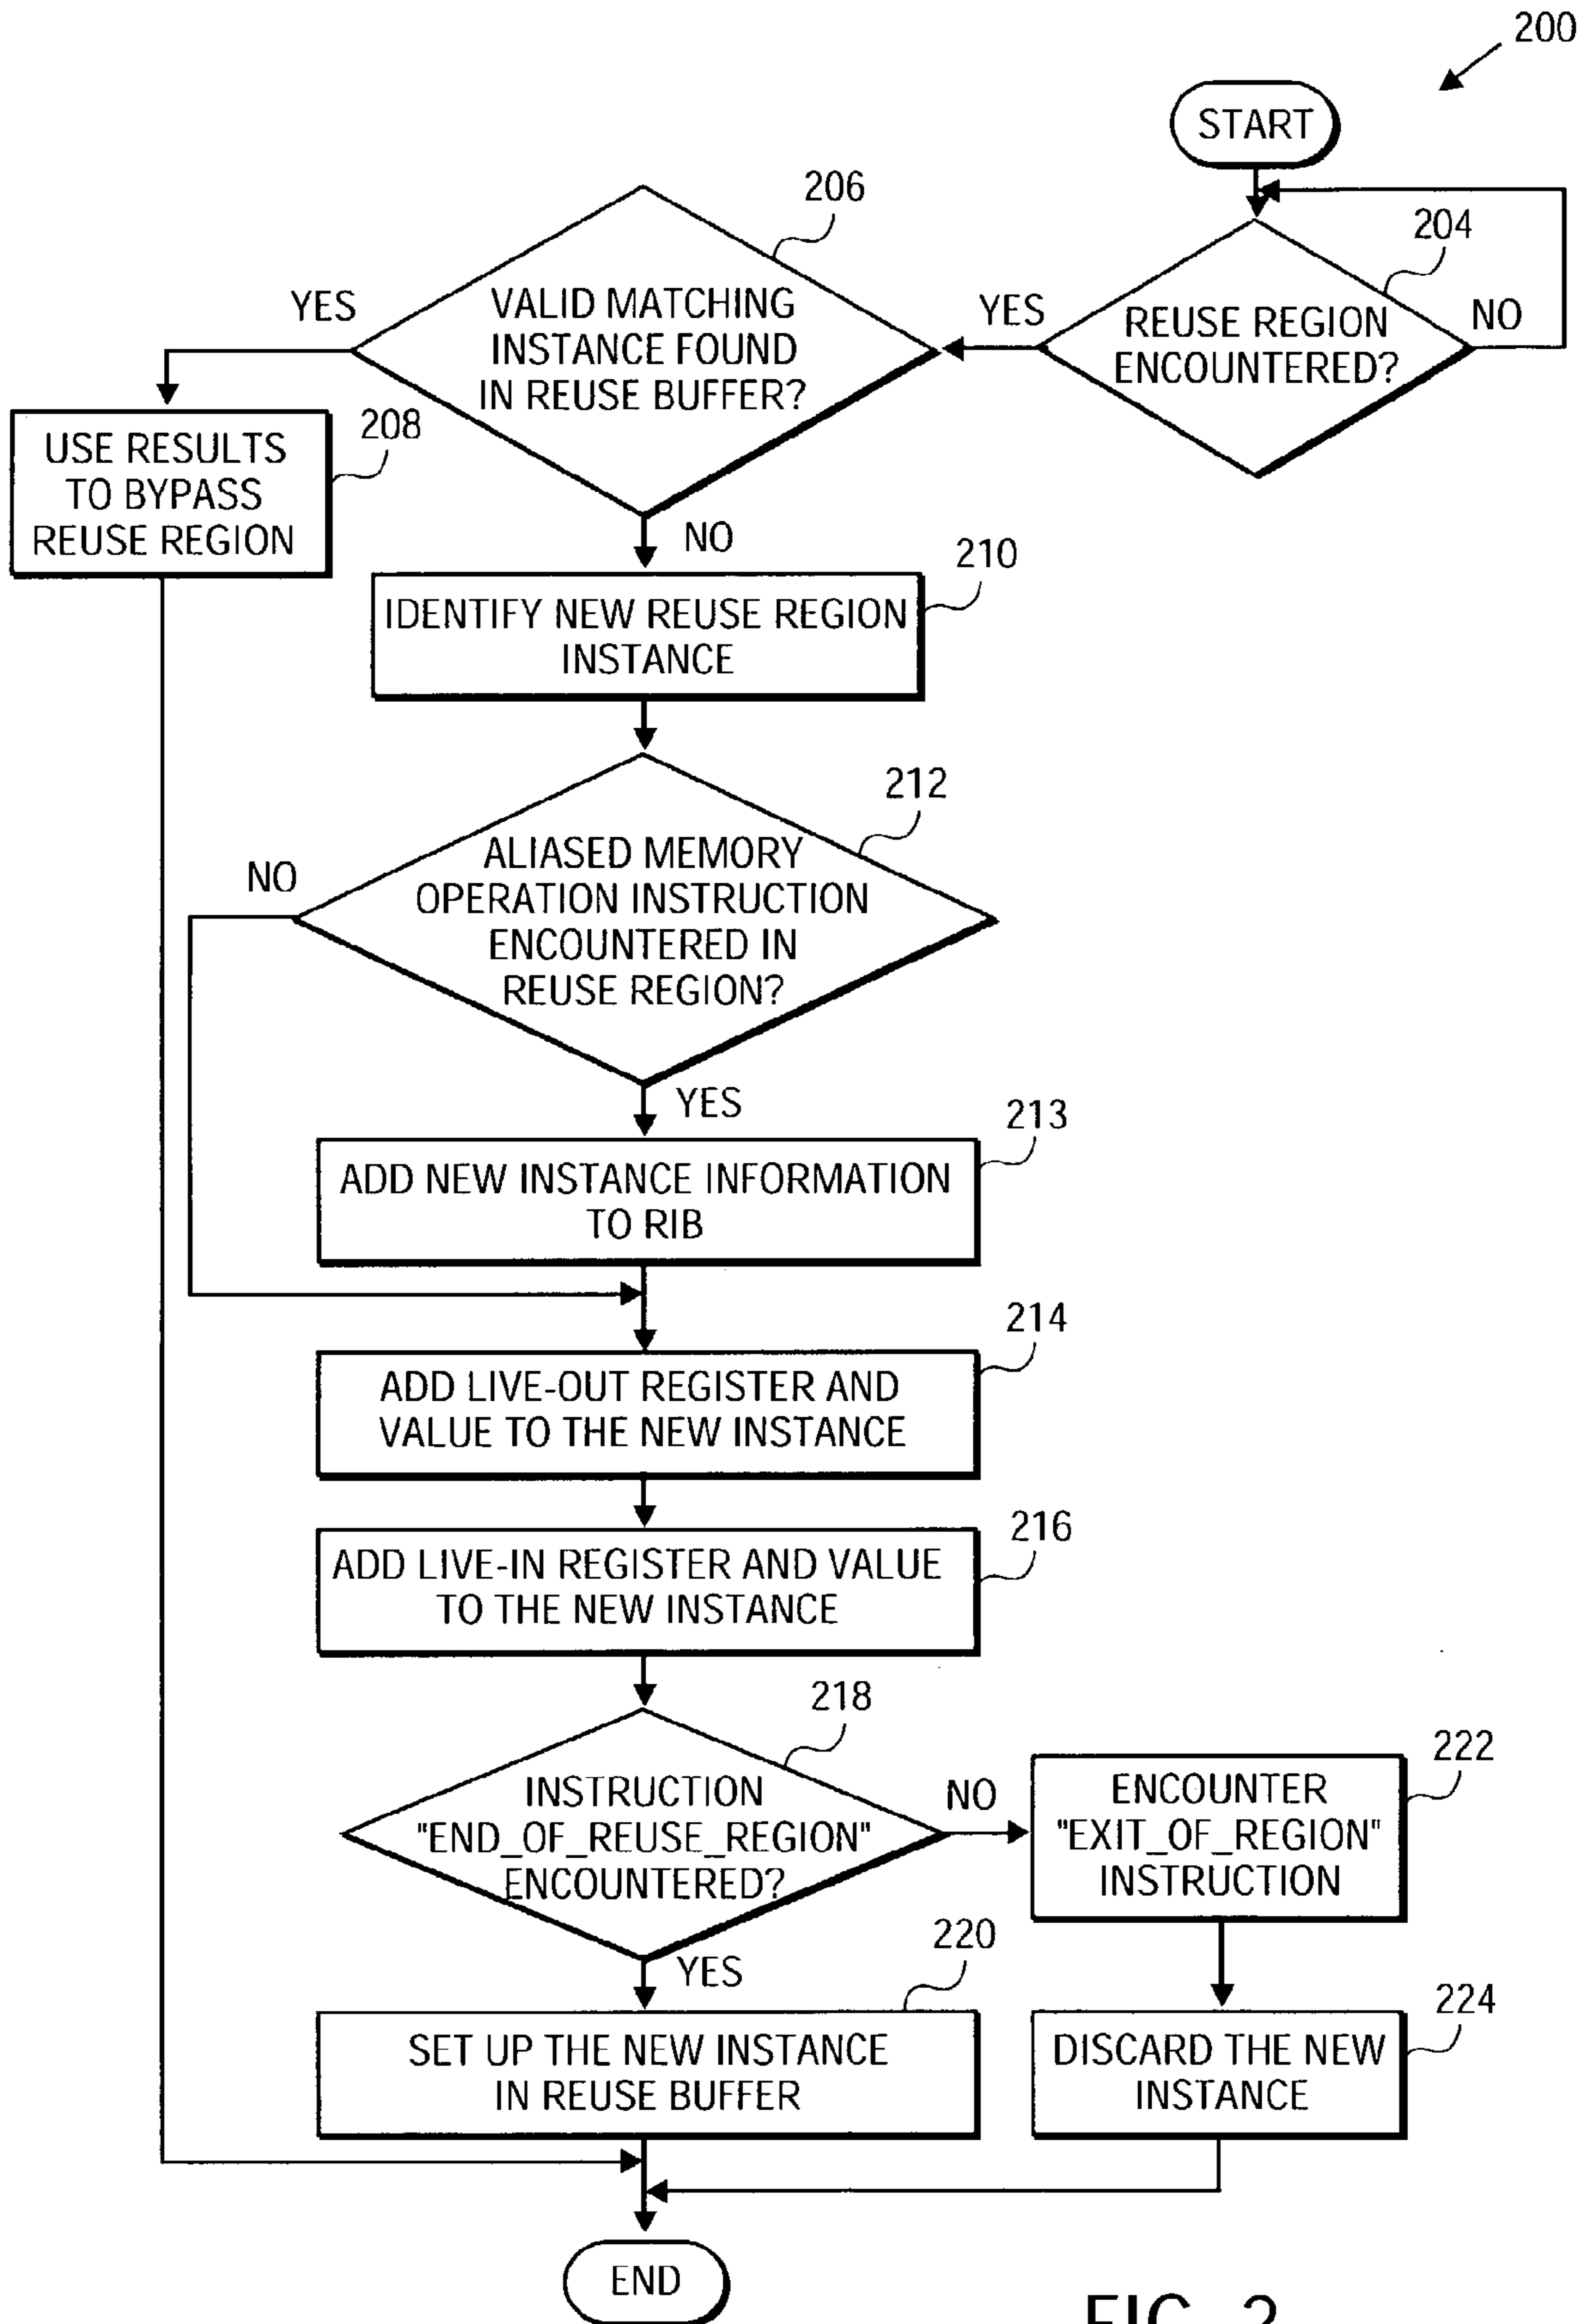 200
START
204
REUSE REGION
ENCOUNTERED?
NO
YES
206
VALID MATCHING
INSTANCE FOUND
IN REUSE BUFFER?
YES
208
USE RESULTS
TO BYPASS
REUSE REGION
NO
210
IDENTIFY NEW REUSE REGION
INSTANCE
212
ALIASED MEMORY
OPERATION INSTRUCTION
ENCOUNTERED IN
REUSE REGION?
NO
YES
213
ADD NEW INSTANCE INFORMATION
TO RIB
214
ADD LIVE-OUT REGISTER AND
VALUE TO THE NEW INSTANCE
216
ADD LIVE-IN REGISTER AND VALUE
TO THE NEW INSTANCE
218
INSTRUCTION
"END_OF_REUSE_REGION"
ENCOUNTERED?
NO
222
ENCOUNTER
"EXIT_OF_REGION"
INSTRUCTION
YES
220
SET UP THE NEW INSTANCE
IN REUSE BUFFER
224
DISCARD THE NEW
INSTANCE
END
FIG. 2